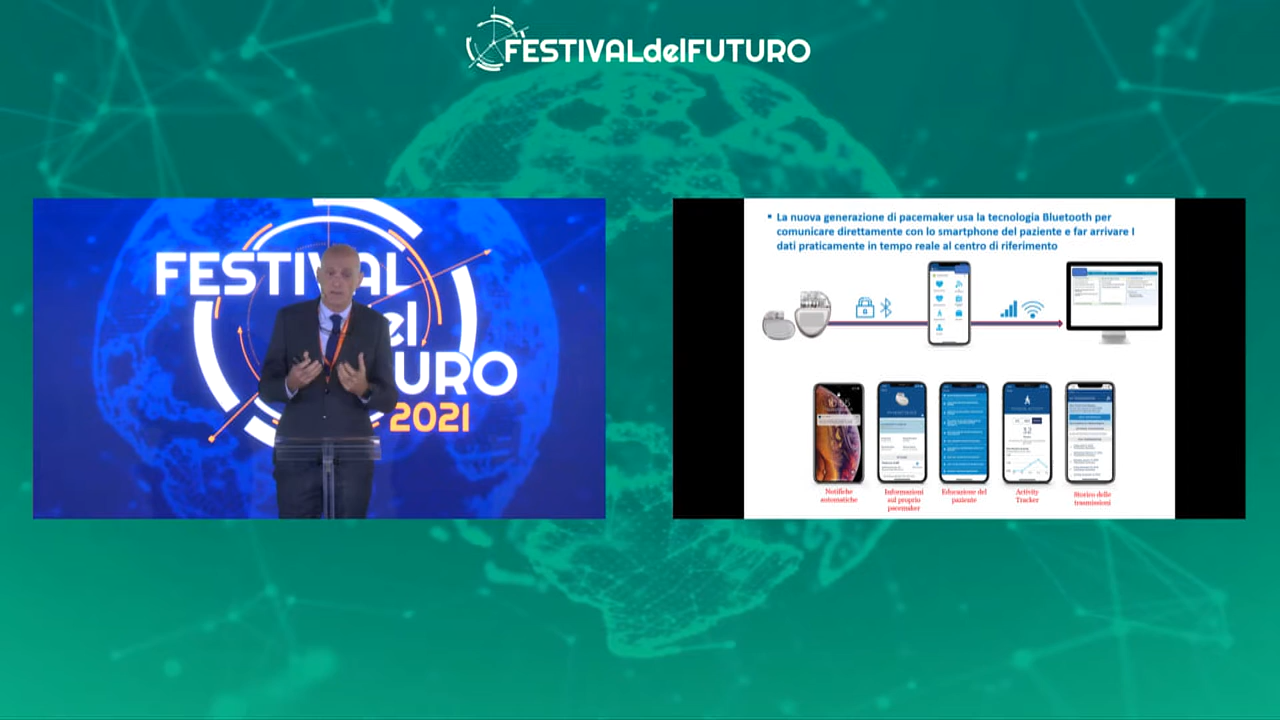 FESTIVALdelFUTURO
FESTIVAL
del
FUTURO
2021
• La nuova generazione di pacemaker usa la tecnologia Bluetooth per
comunicare direttamente con lo smartphone del paziente e far arrivare I
dati praticamente in tempo reale al centro di riferimento
12
Notifiche
automatiche
Informazioni
sul proprio
pacemaker
Educazione del
paziente
Activity
Tracker
Storico delle
trasmissioni